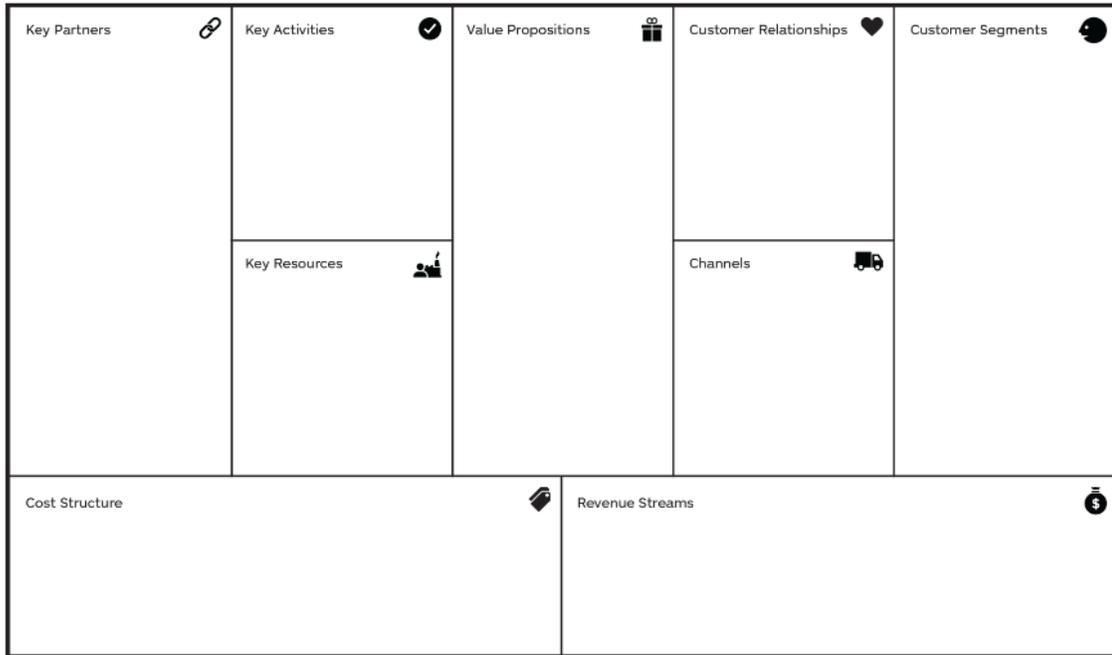 Key Partners
Key Activities
Value Propositions
Customer Relationships
Customer Segments
Key Resources
Channels
Cost Structure
Revenue Streams
$